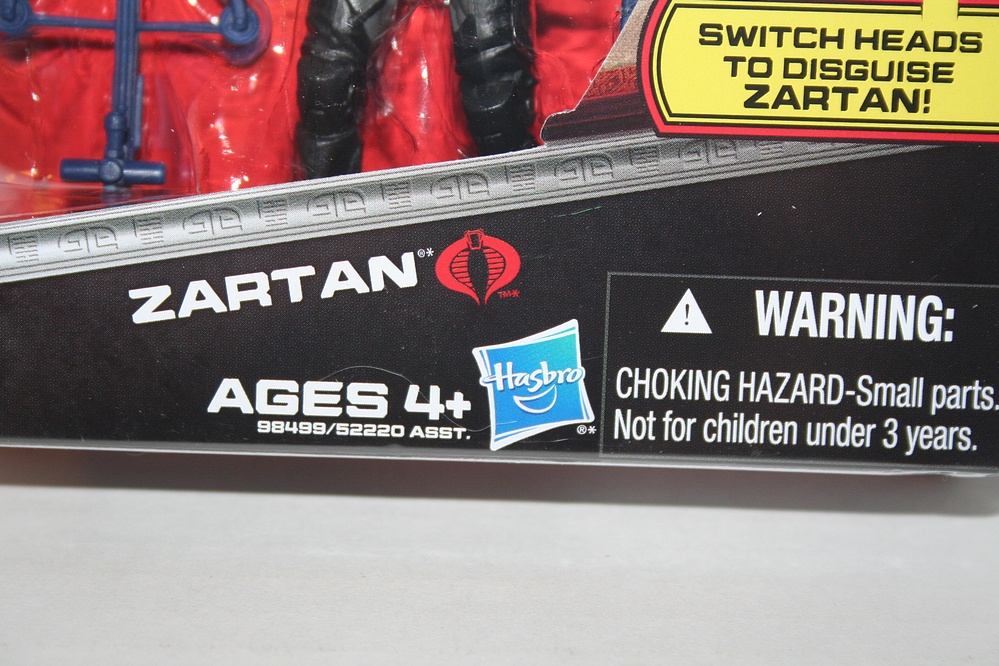 SWITCH HEADS
TO DISGUISE
ZARTAN!
ZARTAN®*
TM*
AGES 4+
98499/52220 ASST.
Hasbro
®*
WARNING:
CHOKING HAZARD-Small parts.
Not for children under 3 years.